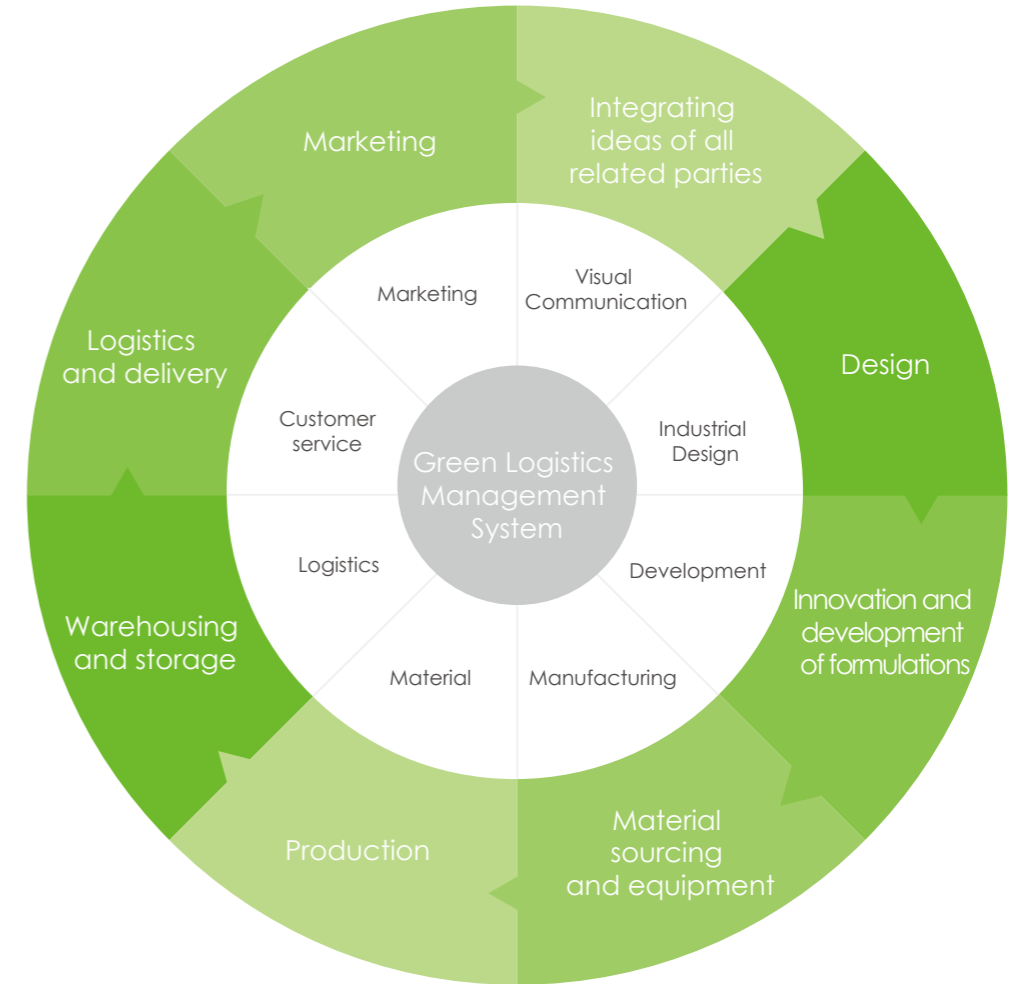 Marketing
Integrating
ideas of all
related parties
Design
Innovation and
development
of formulations
Material
sourcing
and equipment
Production
Warehousing
and storage
Logistics
and delivery
Marketing
Visual
Communication
Industrial
Design
Development
Manufacturing
Material
Logistics
Customer
service
Green Logistics
Management
System